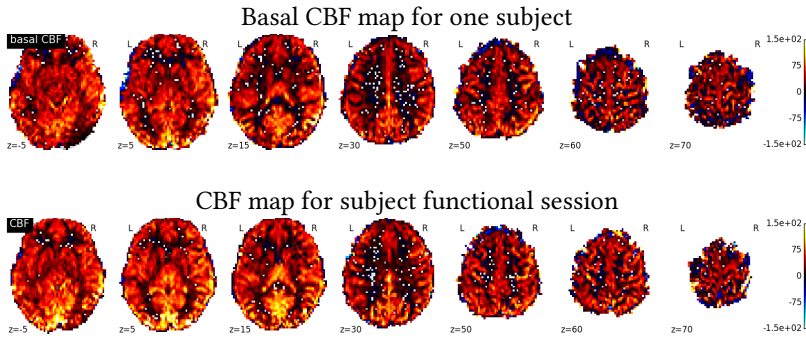 Basal CBF map for one subject
basal CBF
L R L R L R L R L R L R
R
1.5e+02
75
0
-75
-1.5e+02
z=-5 z=5 z=15 z=30 z=50 z=60 z=70
CBF map for subject functional session
CBF
R L R L R L R L R L R L R
1.5e+02
75
0
-75
-1.5e+02
z=-5 z=5 z=15 z=30 z=50 z=60 z=70